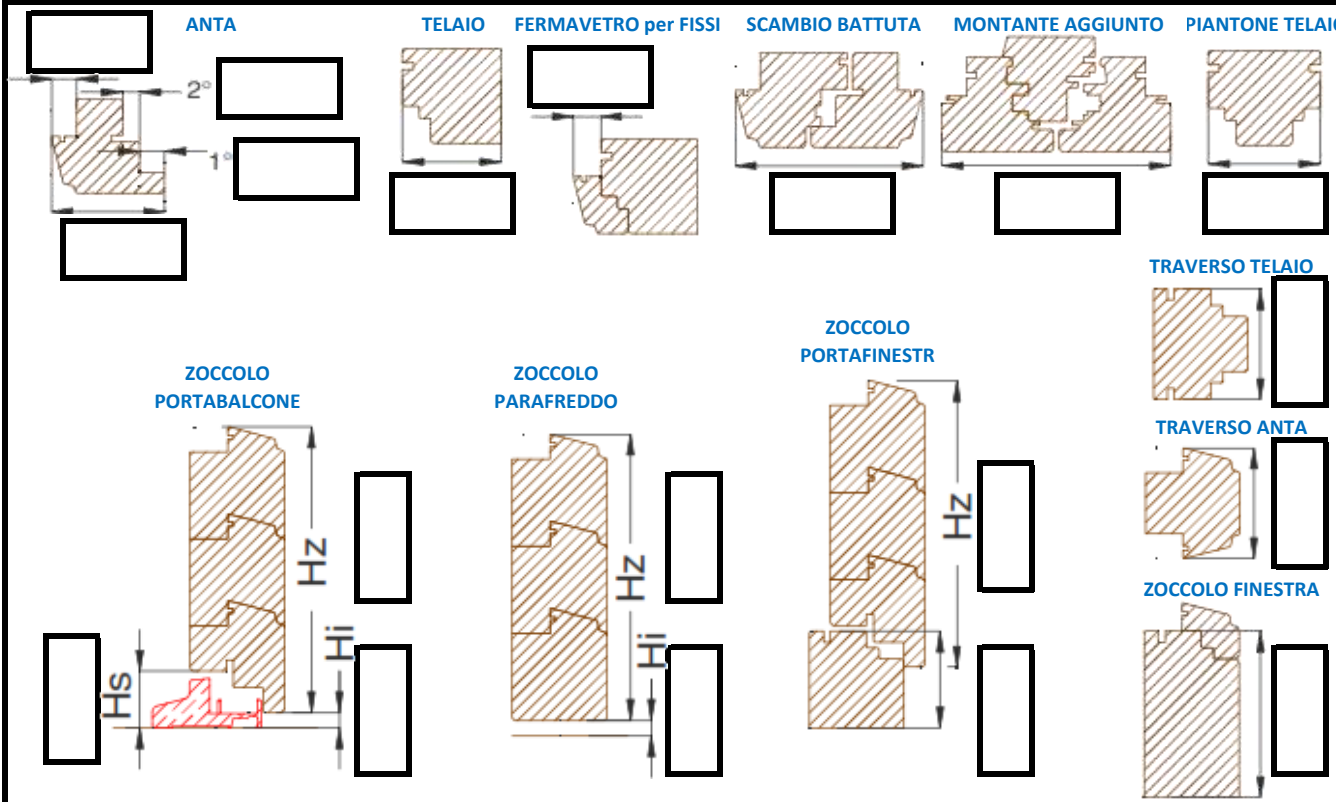 ANTA
TELAIO
FERMAVETRO per FISSI
SCAMBIO BATTUTA
MONTANTE AGGIUNTO
PIANTONE TELAIO
2°
1°
TRAVERSO TELAIO
ZOCCOLO
PORTABALCONE
ZOCCOLO
PARAFREDDO
ZOCCOLO
PORTAFINESTR
TRAVERSO ANTA
ZOCCOLO FINESTRA
Hz
Hz
Hz
Hi
Hi
Hs